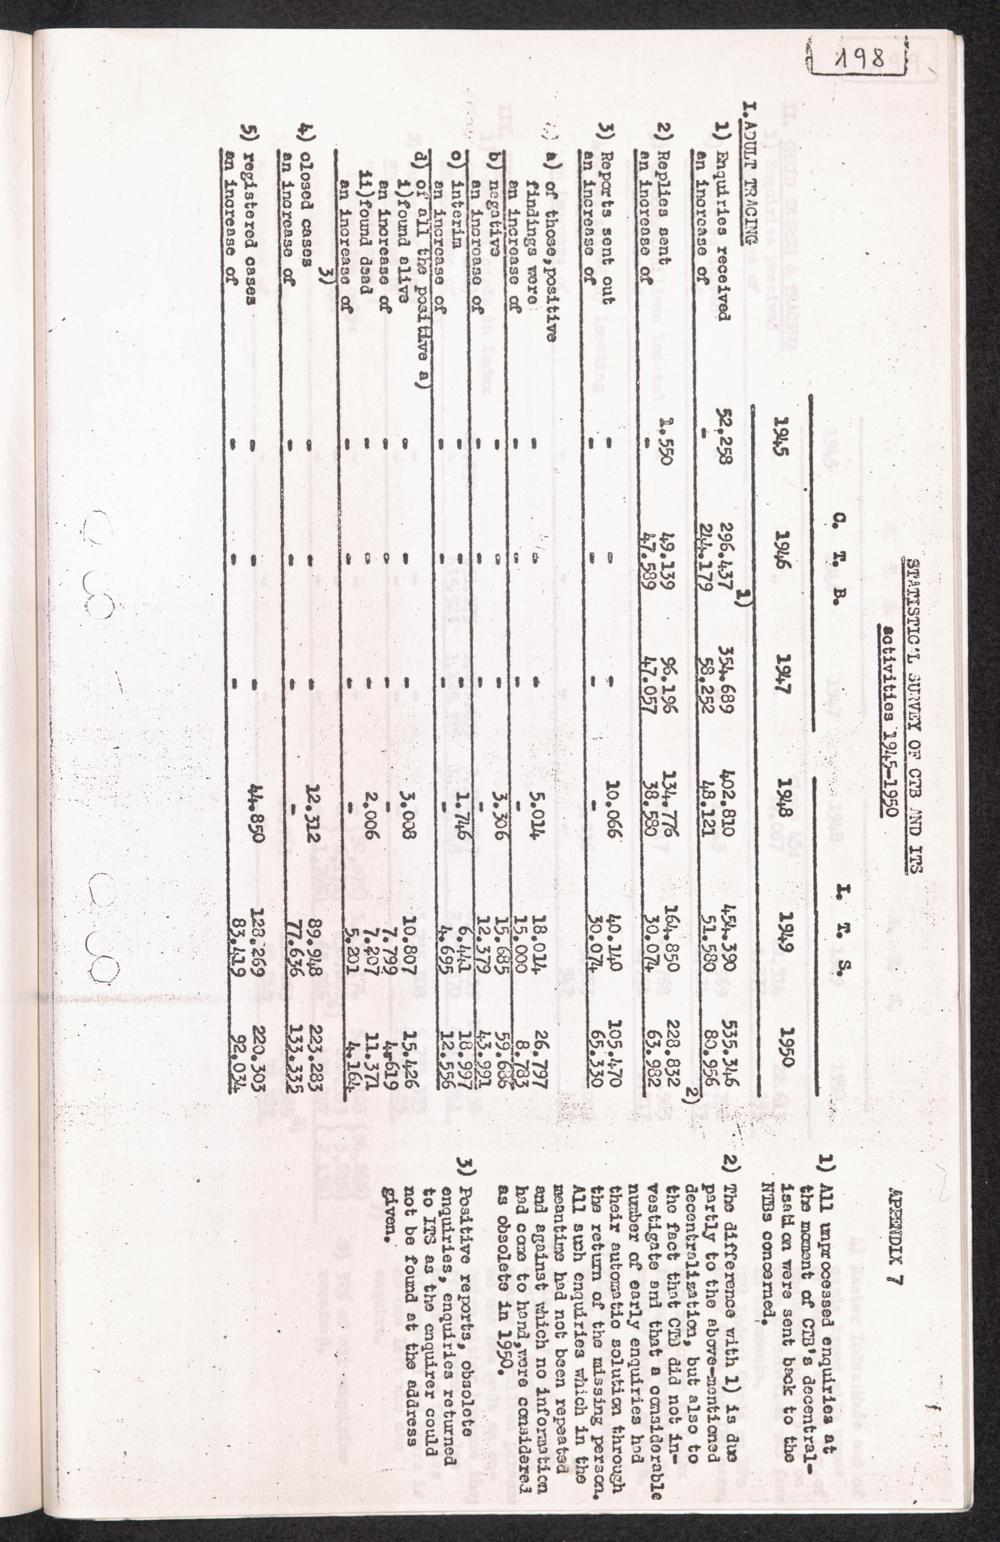 198
STATISTIC'L SURVEY OF CTB AND ITS
activities 1945-1950
APPENDIX 7
C. T. B. I. T. S.
1945 1946 1947 1948 1949 1950
I. ADULT TRACING 1)
1) Enquiries received 52.258 296.437 354.689 402.810 454.390 535.346
an increase of - 244.179 58.252 48.121 51.580 80.956
2)
2) Replies sent 1.550 49.139 96.196 134.776 164.850 228.832
an increase of - 47.589 47.057 38.580 30.074 63.982
3) Reports sent out - - - 10.066 40.140 105.470
an increase of - - - - 30.074 65.330
a) of those, positive
findings were - - - 5.014 18.014 26.797
an increase of - - - - 13.000 8.783
b) negative - - - 3.306 15.685 59.686
an increase of - - - - 12.379 43.991
c) interim - - - 1.746 6.441 18.997
an increase of - - - - 4.695 12.556
d) of all the positive a)
i) found alive - - - 3.008 10.807 15.426
an increase of - - - - 7.799 4.619
ii) found dead - - - 2.006 7.207 11.371
an increase of - - - - 5.201 4.164
3)
4) closed cases - - - 12.312 89.948 223.283
an increase of - - - - 77.636 133.335
5) registered cases - - - 44.850 128.269 220.303
an increase of - - - 83.419 92.034
1) All unprocessed enquiries at
the moment of CTB's decentral-
isation were sent back to the
NTBs concerned.
2) The difference with 1) is due
partly to the above-mentioned
decentralization, but also to
the fact that CTB did not in-
vestigate and that a considerable
number of early enquiries had
their automatic solution through
the return of the missing person.
All such enquiries which in the
meantime had not been repeated
and against which no information
had come to hand, were considered
as obsolete in 1950.
3) Positive reports, obsolete
enquiries, enquiries returned
to ITS as the enquirer could
not be found at the address
given.